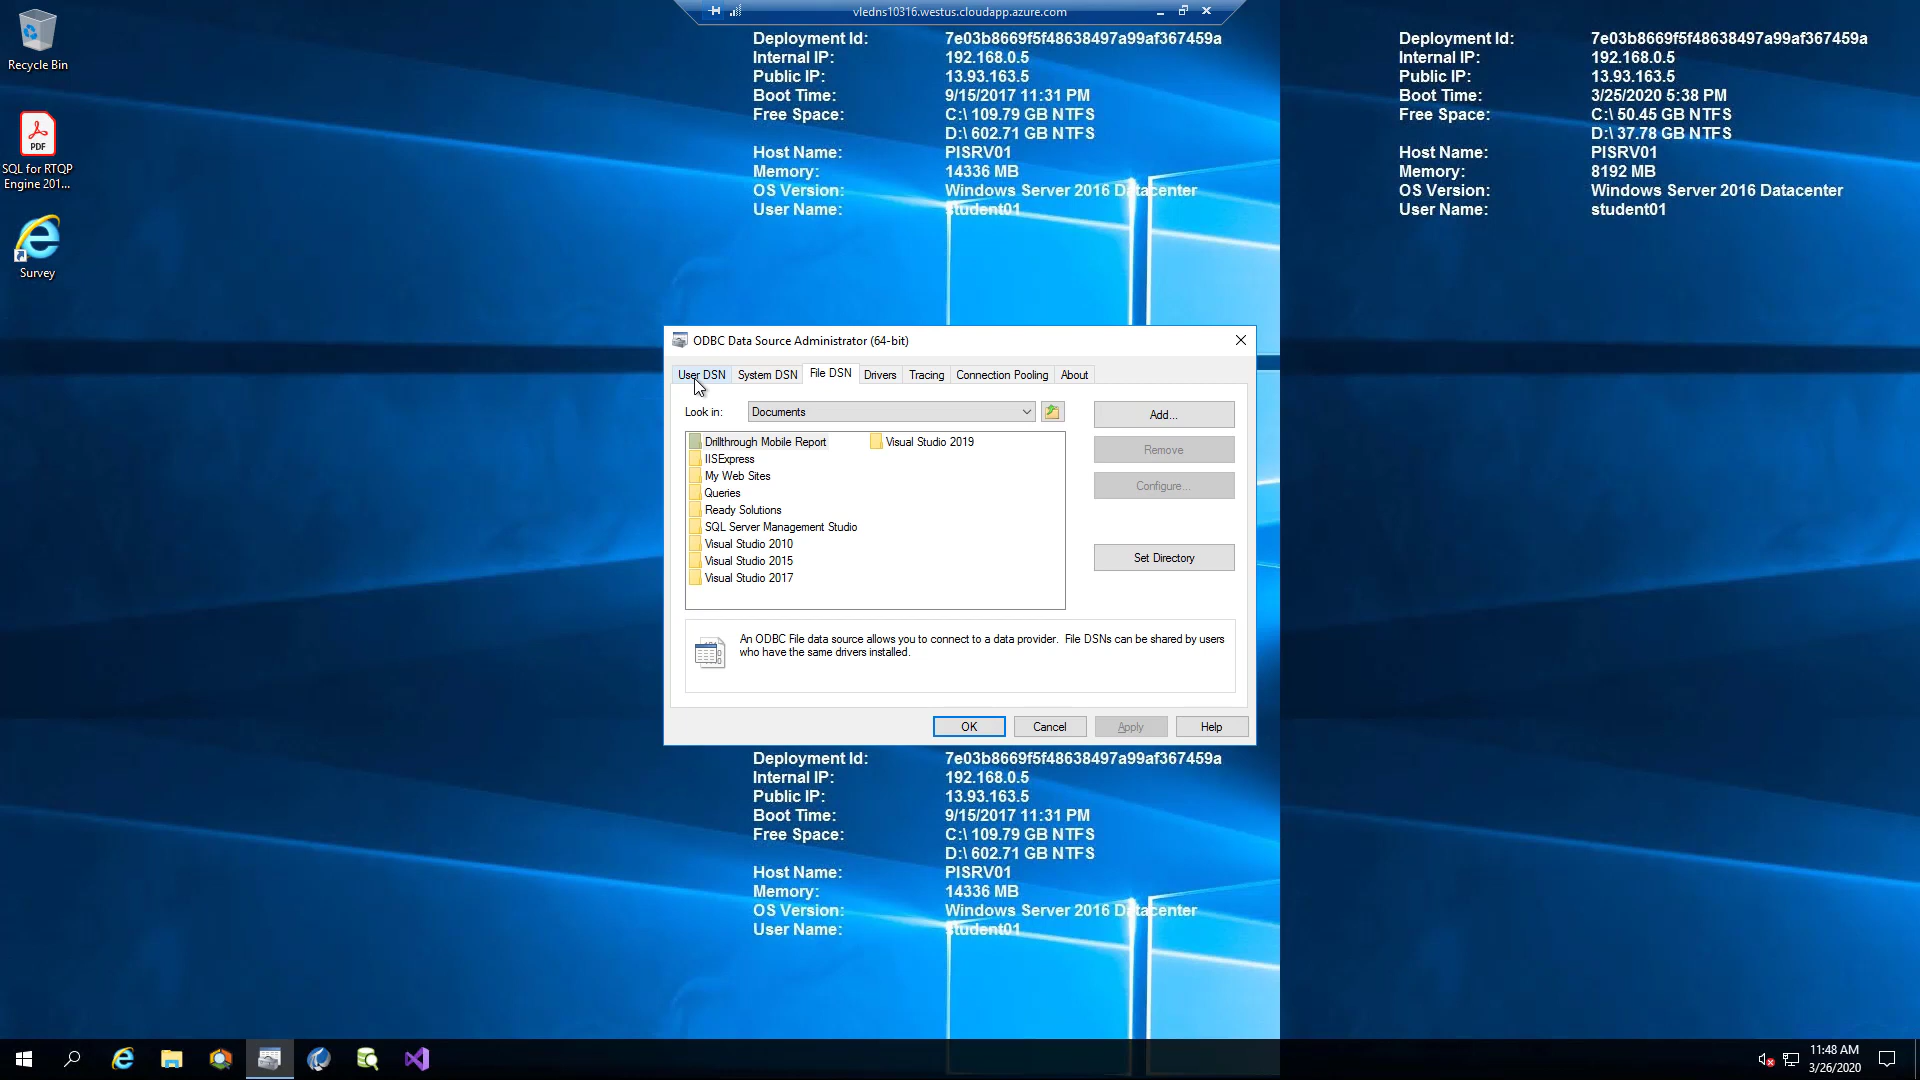 vledns10316.westus.cloudapp.azure.com
Recycle Bin
SQL for RTQP
Engine 201...
Survey
Deployment Id: 7e03b8669f5f48638497a99af367459a
Internal IP: 192.168.0.5
Public IP: 13.93.163.5
Boot Time: 9/15/2017 11:31 PM
Free Space: C:\ 109.79 GB NTFS
D:\ 602.71 GB NTFS
Host Name: PISRV01
Memory: 14336 MB
OS Version: Windows Server 2016 Datacenter
User Name: student01
Deployment Id: 7e03b8669f5f48638497a99af367459a
Internal IP: 192.168.0.5
Public IP: 13.93.163.5
Boot Time: 3/25/2020 5:38 PM
Free Space: C:\ 50.45 GB NTFS
D:\ 37.78 GB NTFS
Host Name: PISRV01
Memory: 8192 MB
OS Version: Windows Server 2016 Datacenter
User Name: student01
ODBC Data Source Administrator (64-bit)
User DSN System DSN File DSN Drivers Tracing Connection Pooling About
Look in: Documents
Add...
Remove
Configure...
Set Directory
Drillthrough Mobile Report
IISExpress
My Web Sites
Queries
Ready Solutions
SQL Server Management Studio
Visual Studio 2010
Visual Studio 2015
Visual Studio 2017
Visual Studio 2019
An ODBC File data source allows you to connect to a data provider. File DSNs can be shared by users
who have the same drivers installed.
OK Cancel Apply Help
Deployment Id: 7e03b8669f5f48638497a99af367459a
Internal IP: 192.168.0.5
Public IP: 13.93.163.5
Boot Time: 9/15/2017 11:31 PM
Free Space: C:\ 109.79 GB NTFS
D:\ 602.71 GB NTFS
Host Name: PISRV01
Memory: 14336 MB
OS Version: Windows Server 2016 Datacenter
User Name: student01
11:48 AM
3/26/2020
PDF